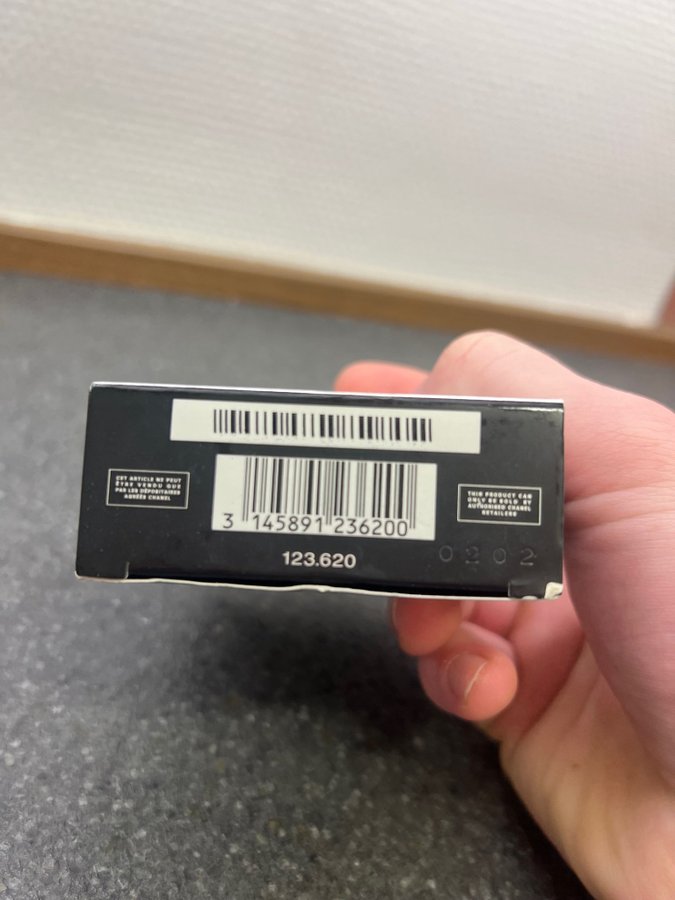 CET ARTICLE NE PEUT
ÊTRE VENDU QUE
PAR LES DÉPOSITAIRES
AGRÉÉS CHANEL
3 145891 236200
THIS PRODUCT CAN
ONLY BE SOLD BY
AUTHORISED CHANEL
RETAILERS
123.620
0202